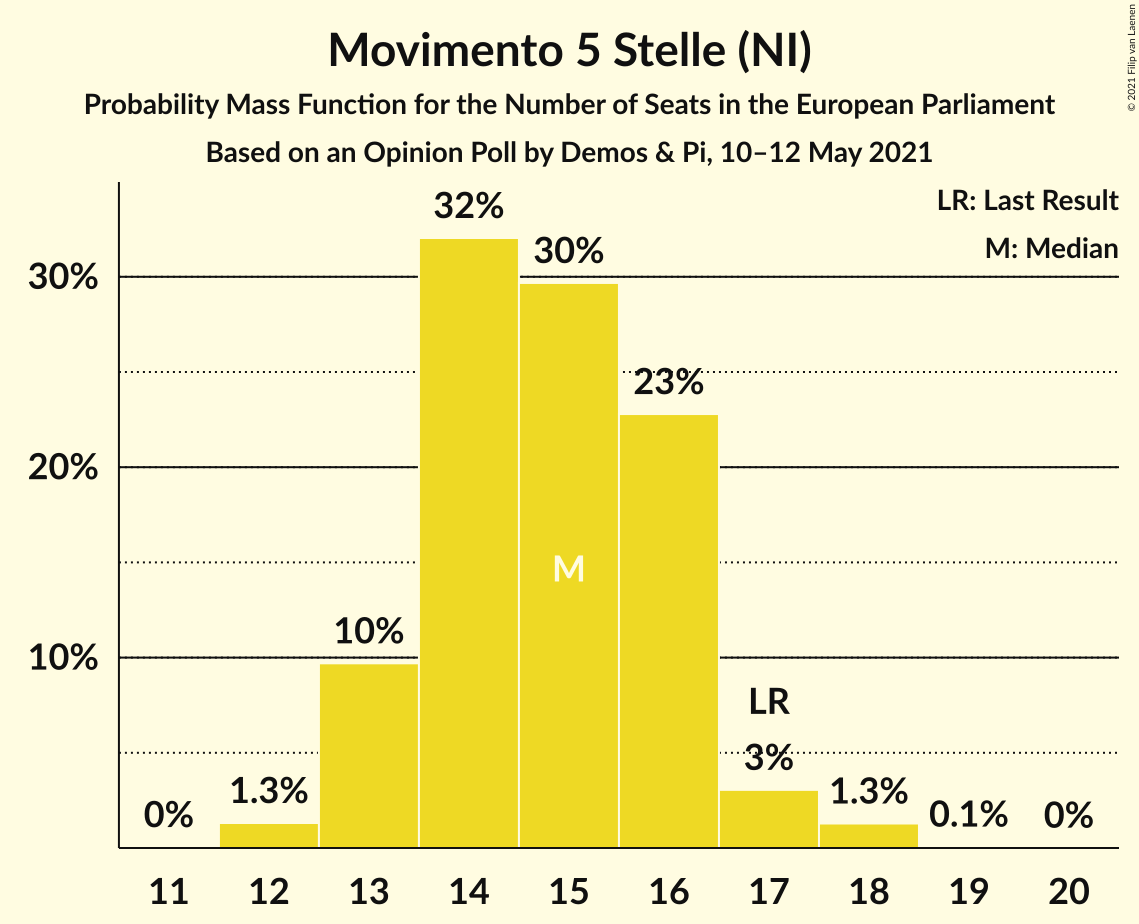 Movimento 5 Stelle (NI)
Probability Mass Function for the Number of Seats in the European Parliament
Based on an Opinion Poll by Demos & Pi, 10–12 May 2021
© 2021 Filip van Laenen
LR: Last Result
M: Median
30%
20%
10%
0%
1.3%
10%
32%
30%
M
23%
LR
3%
1.3%
0.1%
0%
11 12 13 14 15 16 17 18 19 20